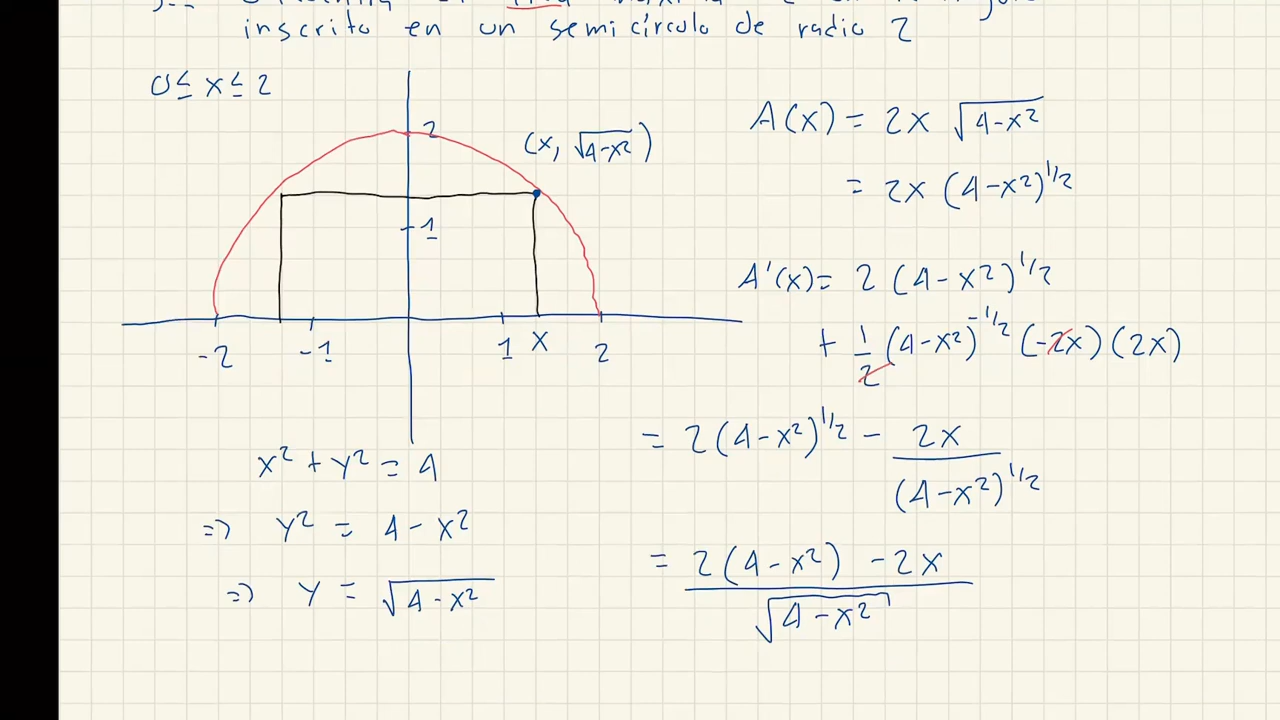 inscrito en un semicírculo de radio 2
0 ≤ x ≤ 2
2
(x, √4-x²)
1
-2 -1 1 x 2
x² + y² = 4
=> y² = 4 - x²
=> y = √4 - x²
A(x) = 2x √4-x²
= 2x (4-x²)^1/2
A'(x) = 2 (4-x²)^1/2
+ 1/2 (4-x²)^-1/2 (-2x) (2x)
= 2(4-x²)^1/2 - 2x/(4-x²)^1/2
= 2(4-x²) - 2x/√4-x²